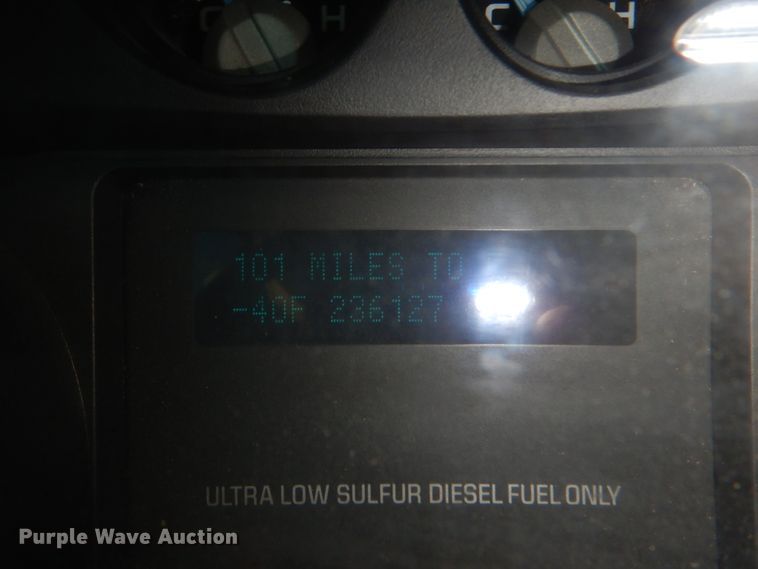 C H C H
101 MILES TO
-40F 236127
ULTRA LOW SULFUR DIESEL FUEL ONLY
Purple Wave Auction